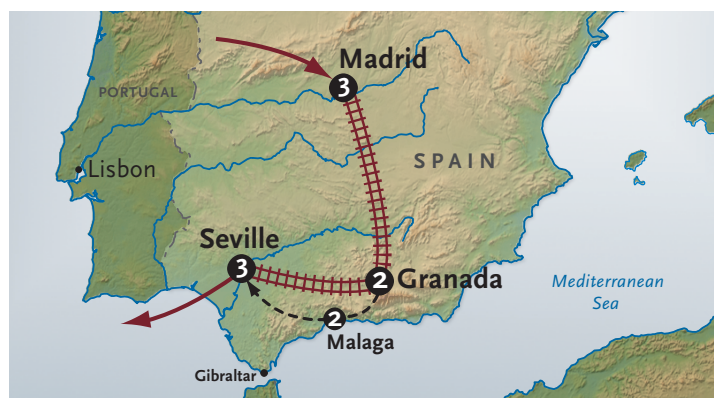 Madrid
3
PORTUGAL
SPAIN
Lisbon
Seville
3
2
Granada
Mediterranean
Sea
2
Malaga
Gibraltar